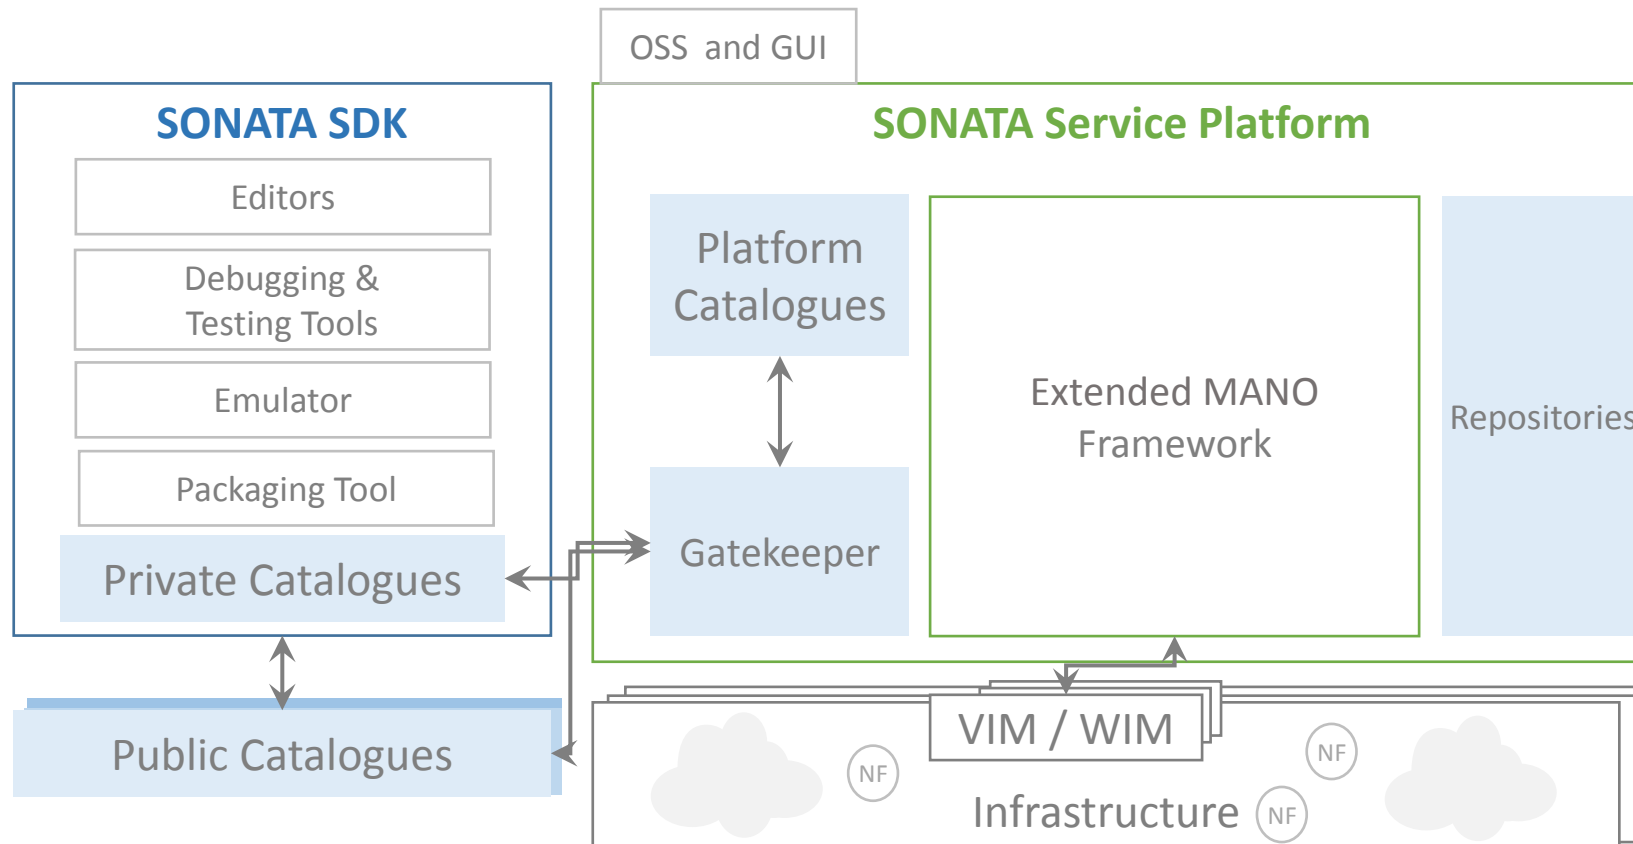 OSS and GUI
SONATA SDK
Editors
Debugging &
Testing Tools
Emulator
Packaging Tool
Private Catalogues
Public Catalogues
SONATA Service Platform
Platform
Catalogues
Gatekeeper
Extended MANO
Framework
Repositories
VIM / WIM
NF
NF
Infrastructure
NF